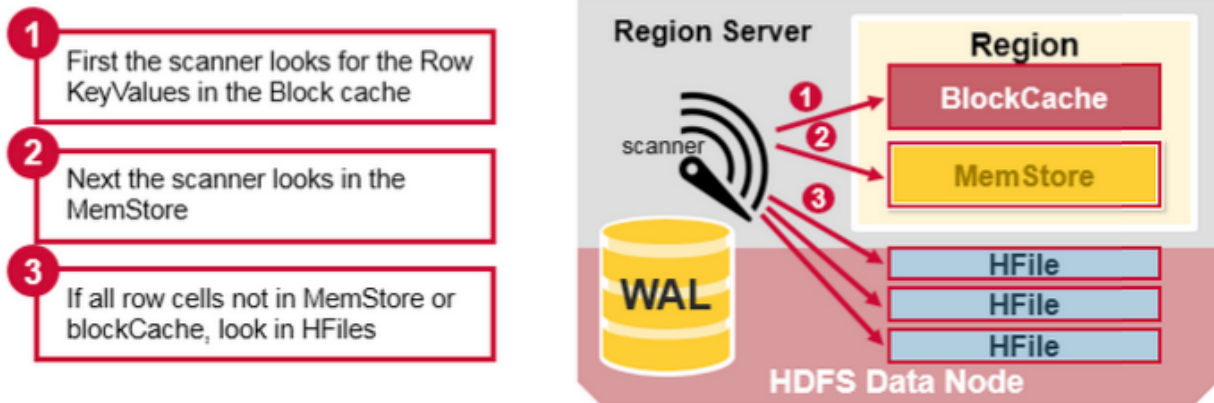 1
First the scanner looks for the Row
KeyValues in the Block cache
2
Next the scanner looks in the
MemStore
3
If all row cells not in MemStore or
blockCache, look in HFiles
Region Server
Region
BlockCache
MemStore
scanner
1
2
3
WAL
HFile
HFile
HFile
HDFS Data Node